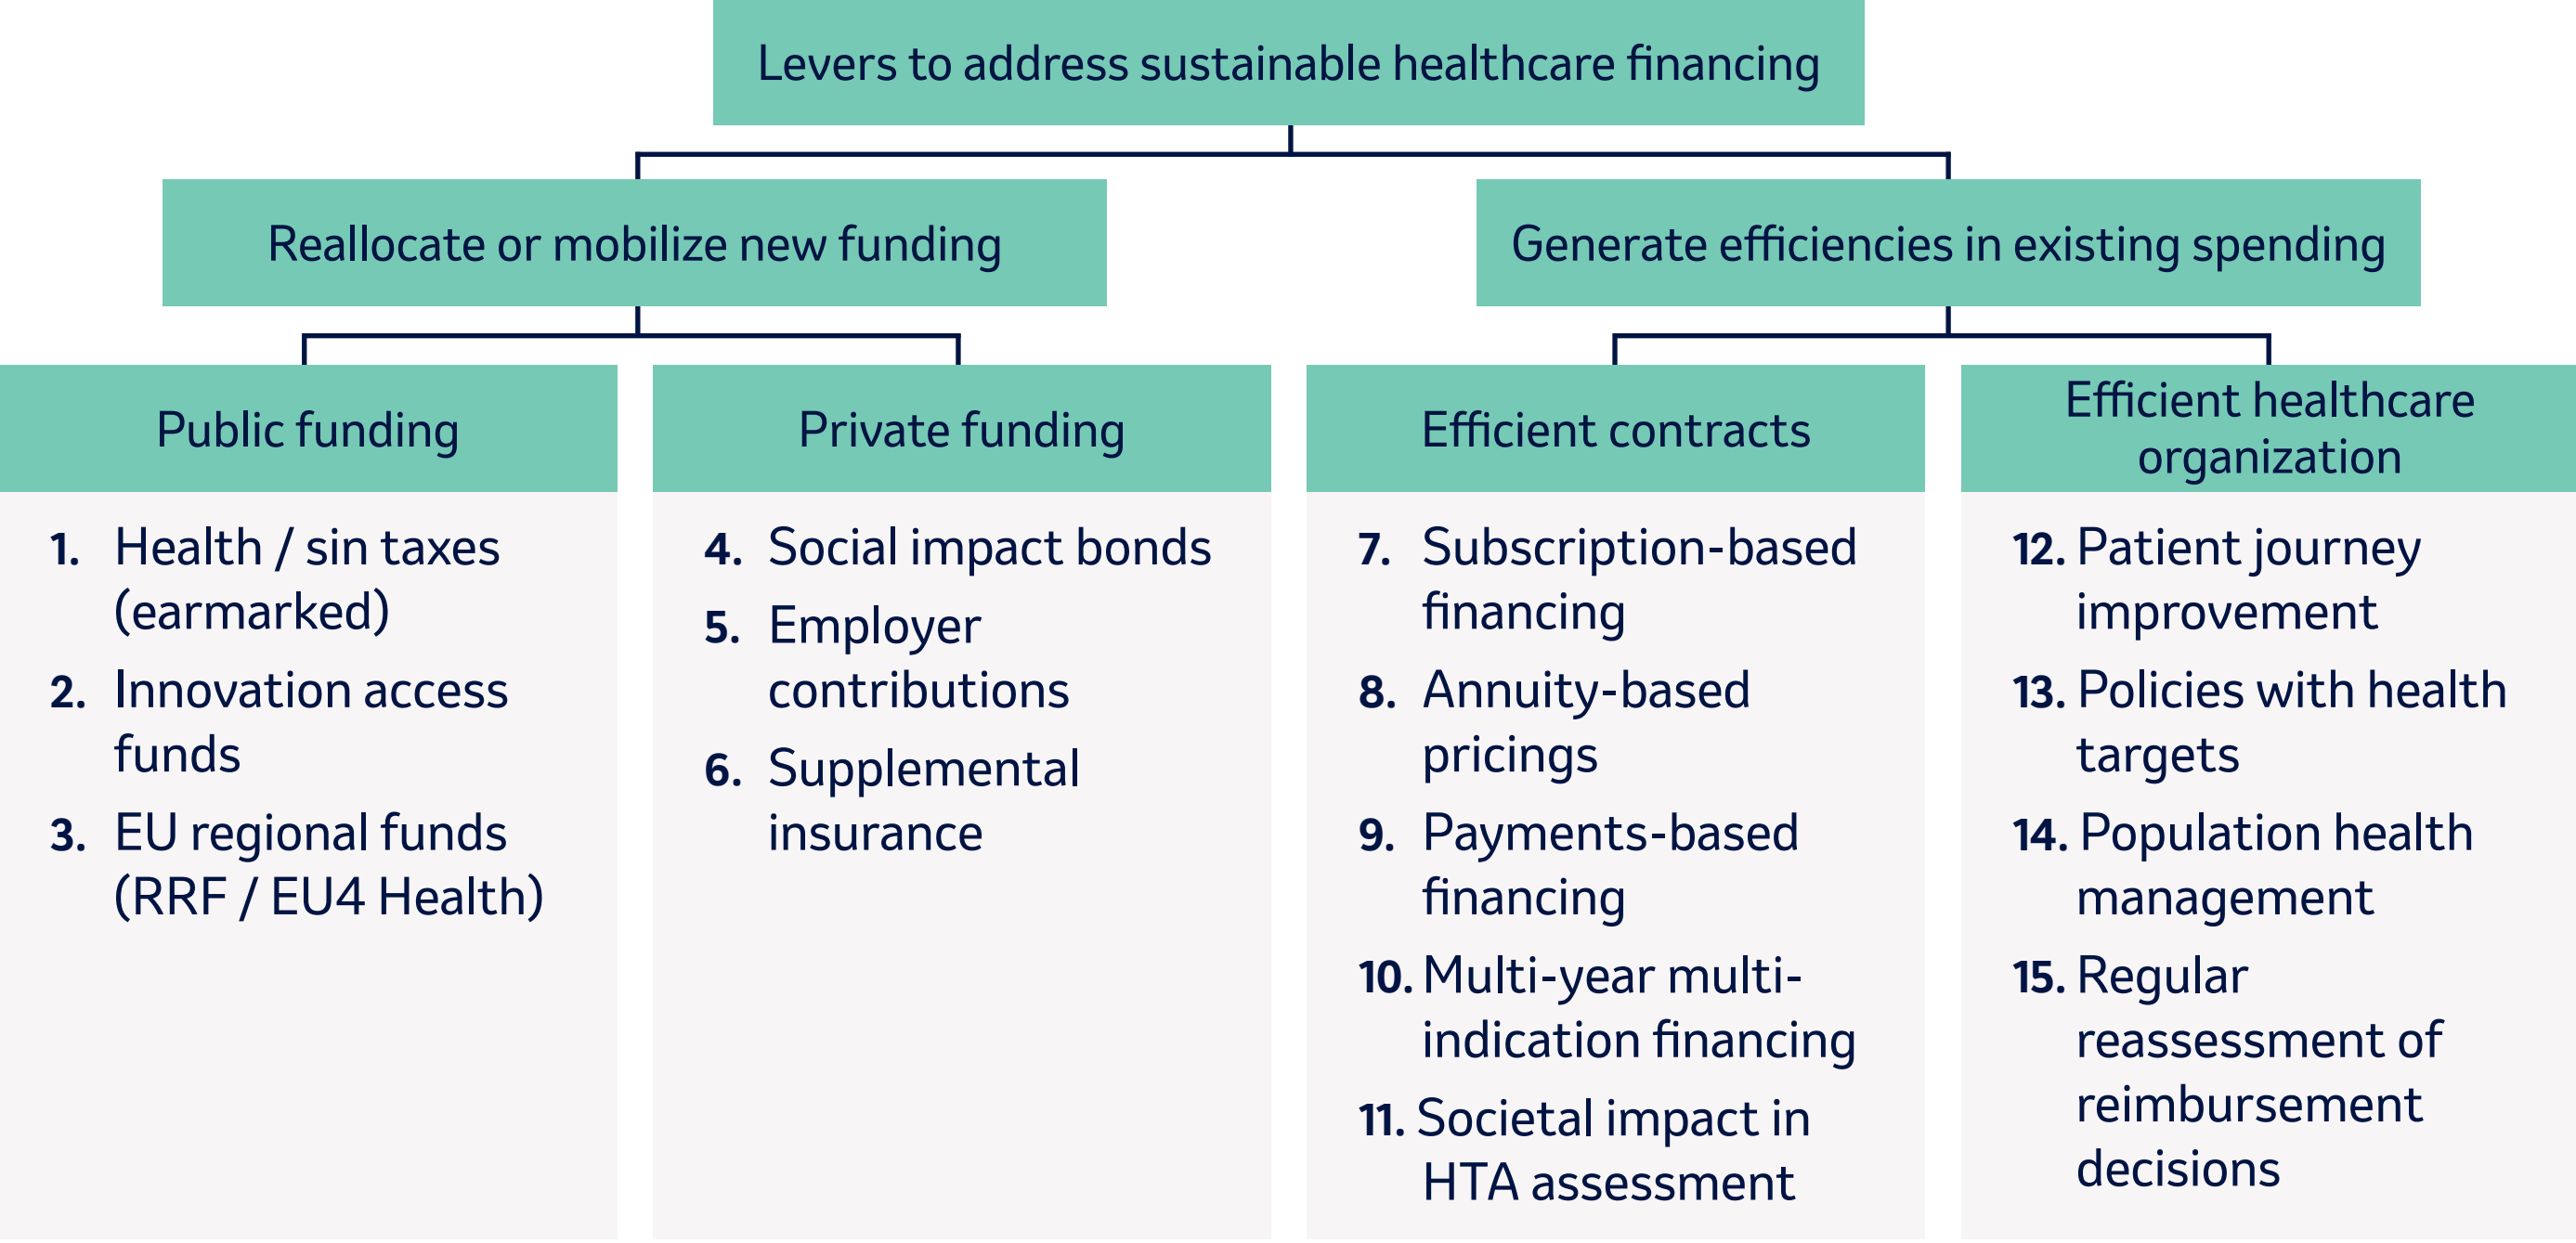 Levers to address sustainable healthcare financing
Reallocate or mobilize new funding
Generate efficiencies in existing spending
Public funding
1. Health / sin taxes
(earmarked)
2. Innovation access
funds
3. EU regional funds
(RRF / EU4 Health)
Private funding
4. Social impact bonds
5. Employer
contributions
6. Supplemental
insurance
Efficient contracts
7. Subscription-based
financing
8. Annuity-based
pricings
9. Payments-based
financing
10. Multi-year multi-
indication financing
11. Societal impact in
HTA assessment
Efficient healthcare
organization
12. Patient journey
improvement
13. Policies with health
targets
14. Population health
management
15. Regular
reassessment of
reimbursement
decisions